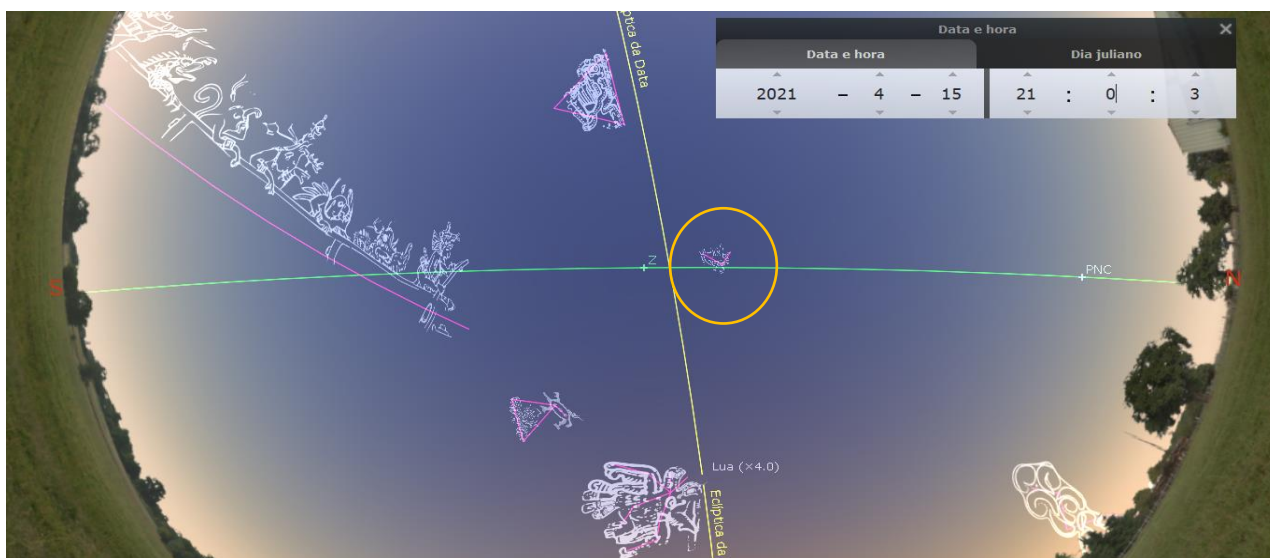 Data e hora
Data e hora
Dia juliano
2021 – 4 – 15
21 : 0 : 3
ptica da Data
Z
S
PNC
N
Lua (×4.0)
Eclíptica da